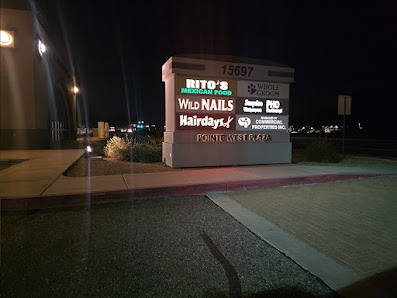 15697
RITO'S
MEXICAN FOOD
WHOLE
GROOM
WILD NAILS
PHO
Hairdays
COMMERCIAL
PROPERTIES INC.
POINTE WEST PLAZA